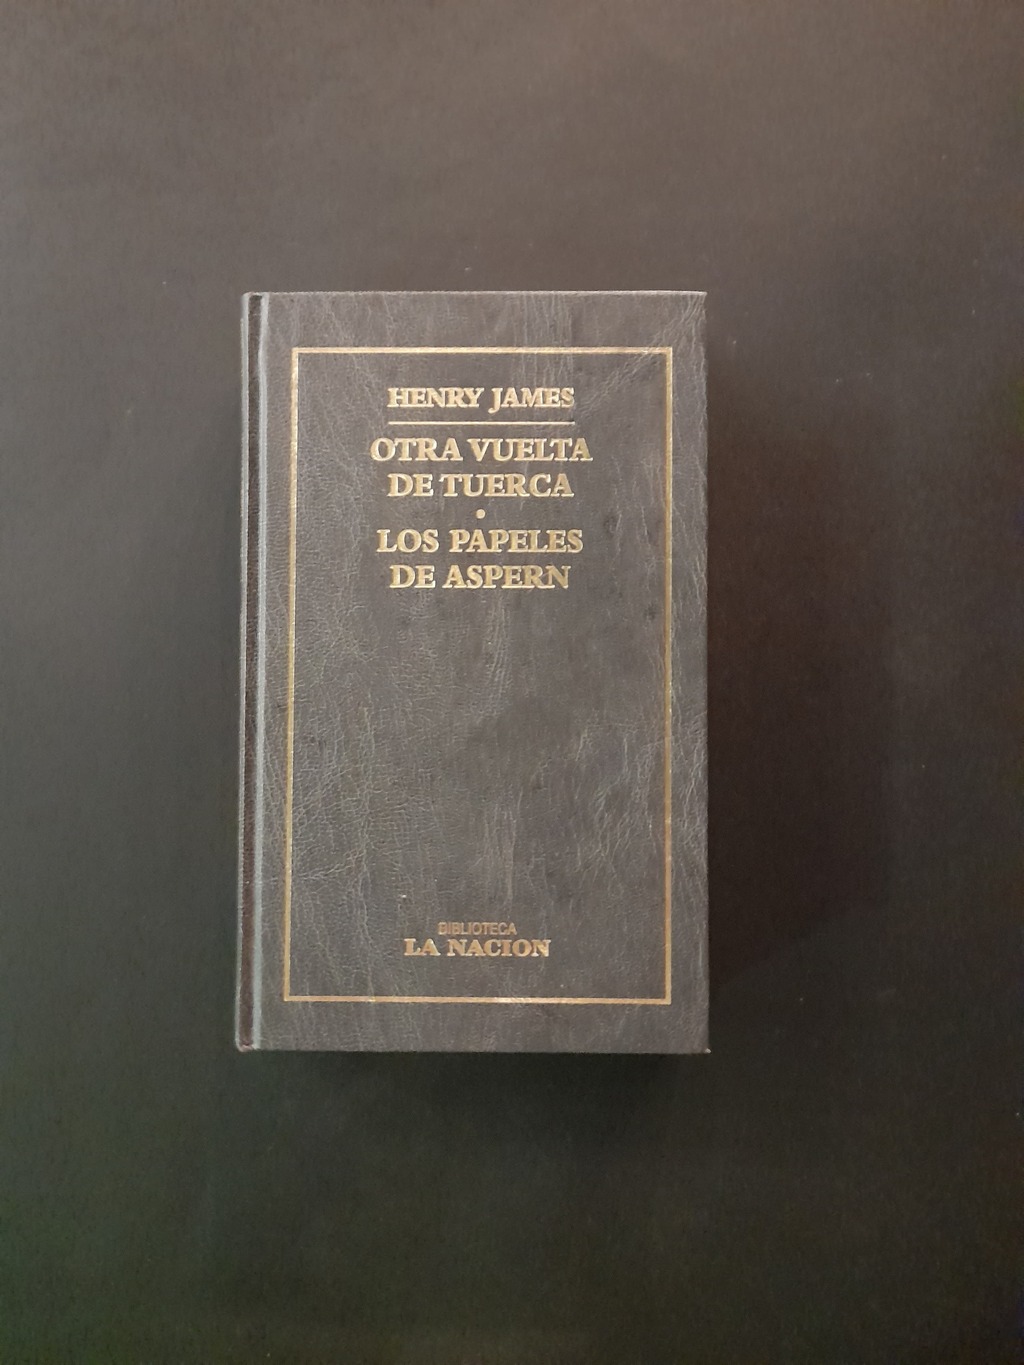 HENRY JAMES
OTRA VUELTA
DE TUERCA
•
LOS PAPELES
DE ASPERN
BIBLIOTECA
LA NACION